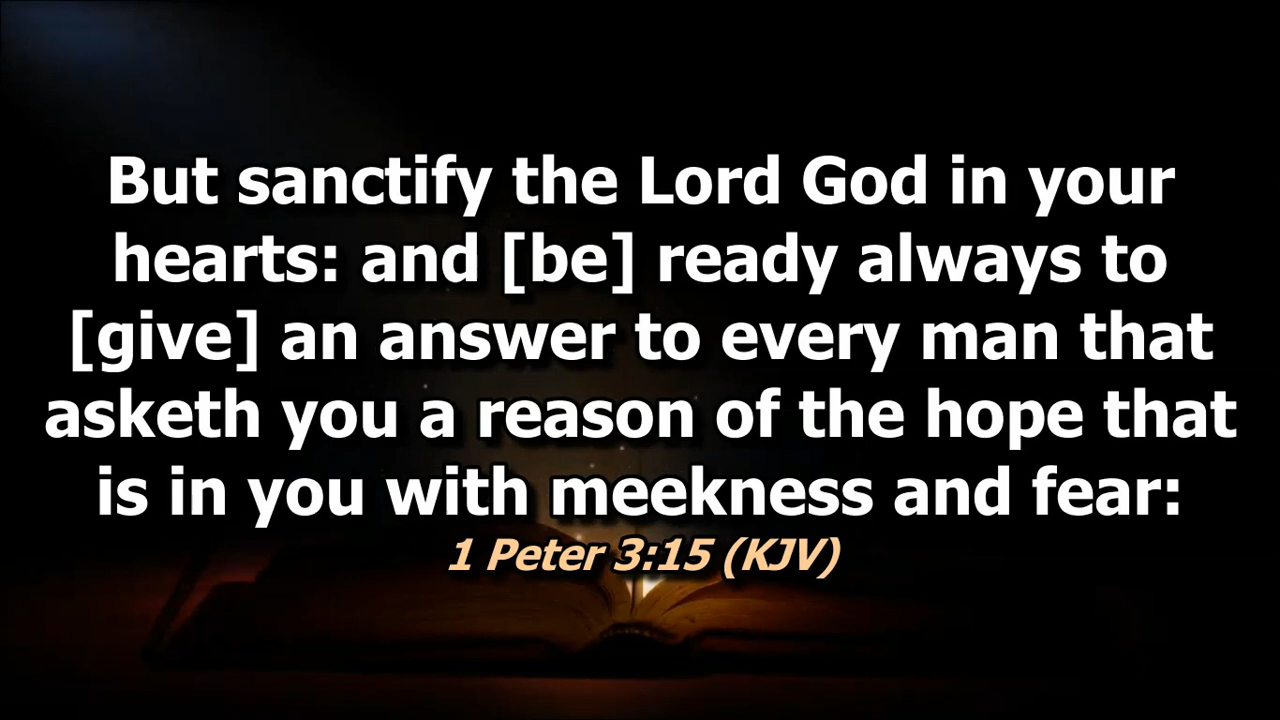 But sanctify the Lord God in your
hearts: and [be] ready always to
[give] an answer to every man that
asketh you a reason of the hope that
is in you with meekness and fear:
1 Peter 3:15 (KJV)